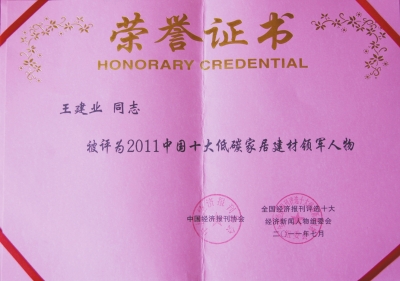 荣誉证书
HONORARY CREDENTIAL
王建业 同志
被评为2011中国十大低碳家居建材领军人物
中国经济报刊协会
全国经济报刊评选十大
经济新闻人物组委会
二〇一一年七月